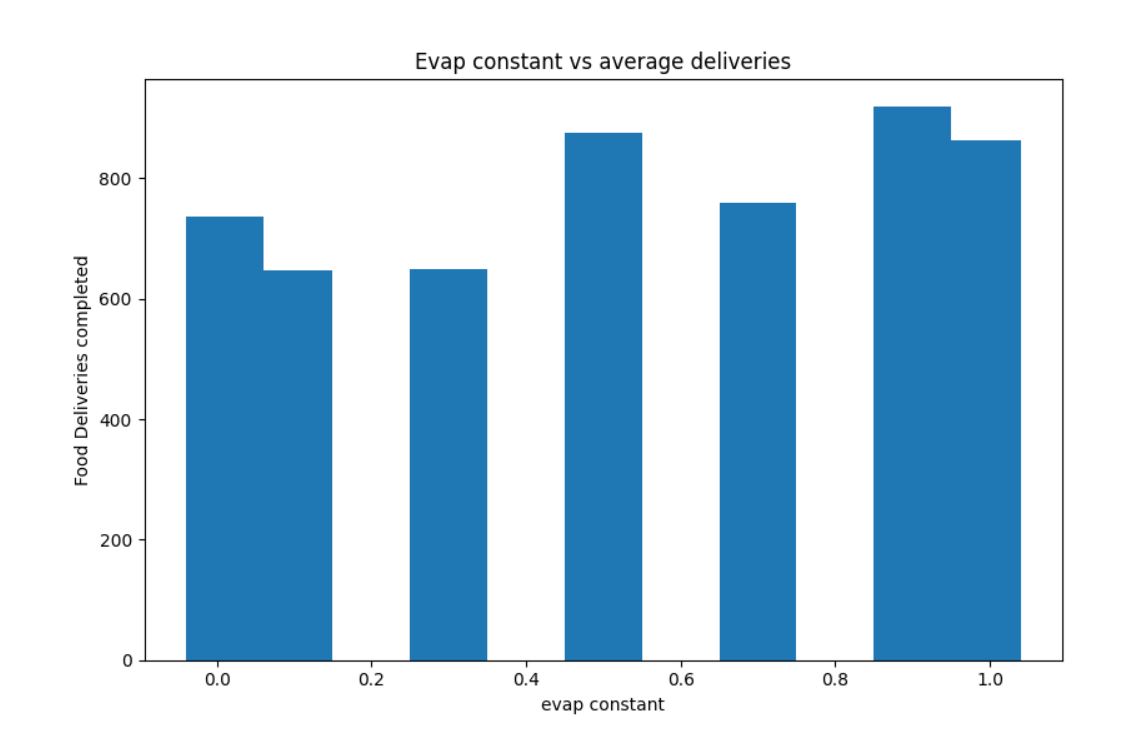 Evap constant vs average deliveries
Food Deliveries completed
800
600
400
200
0
0.0 0.2 0.4 0.6 0.8 1.0
evap constant